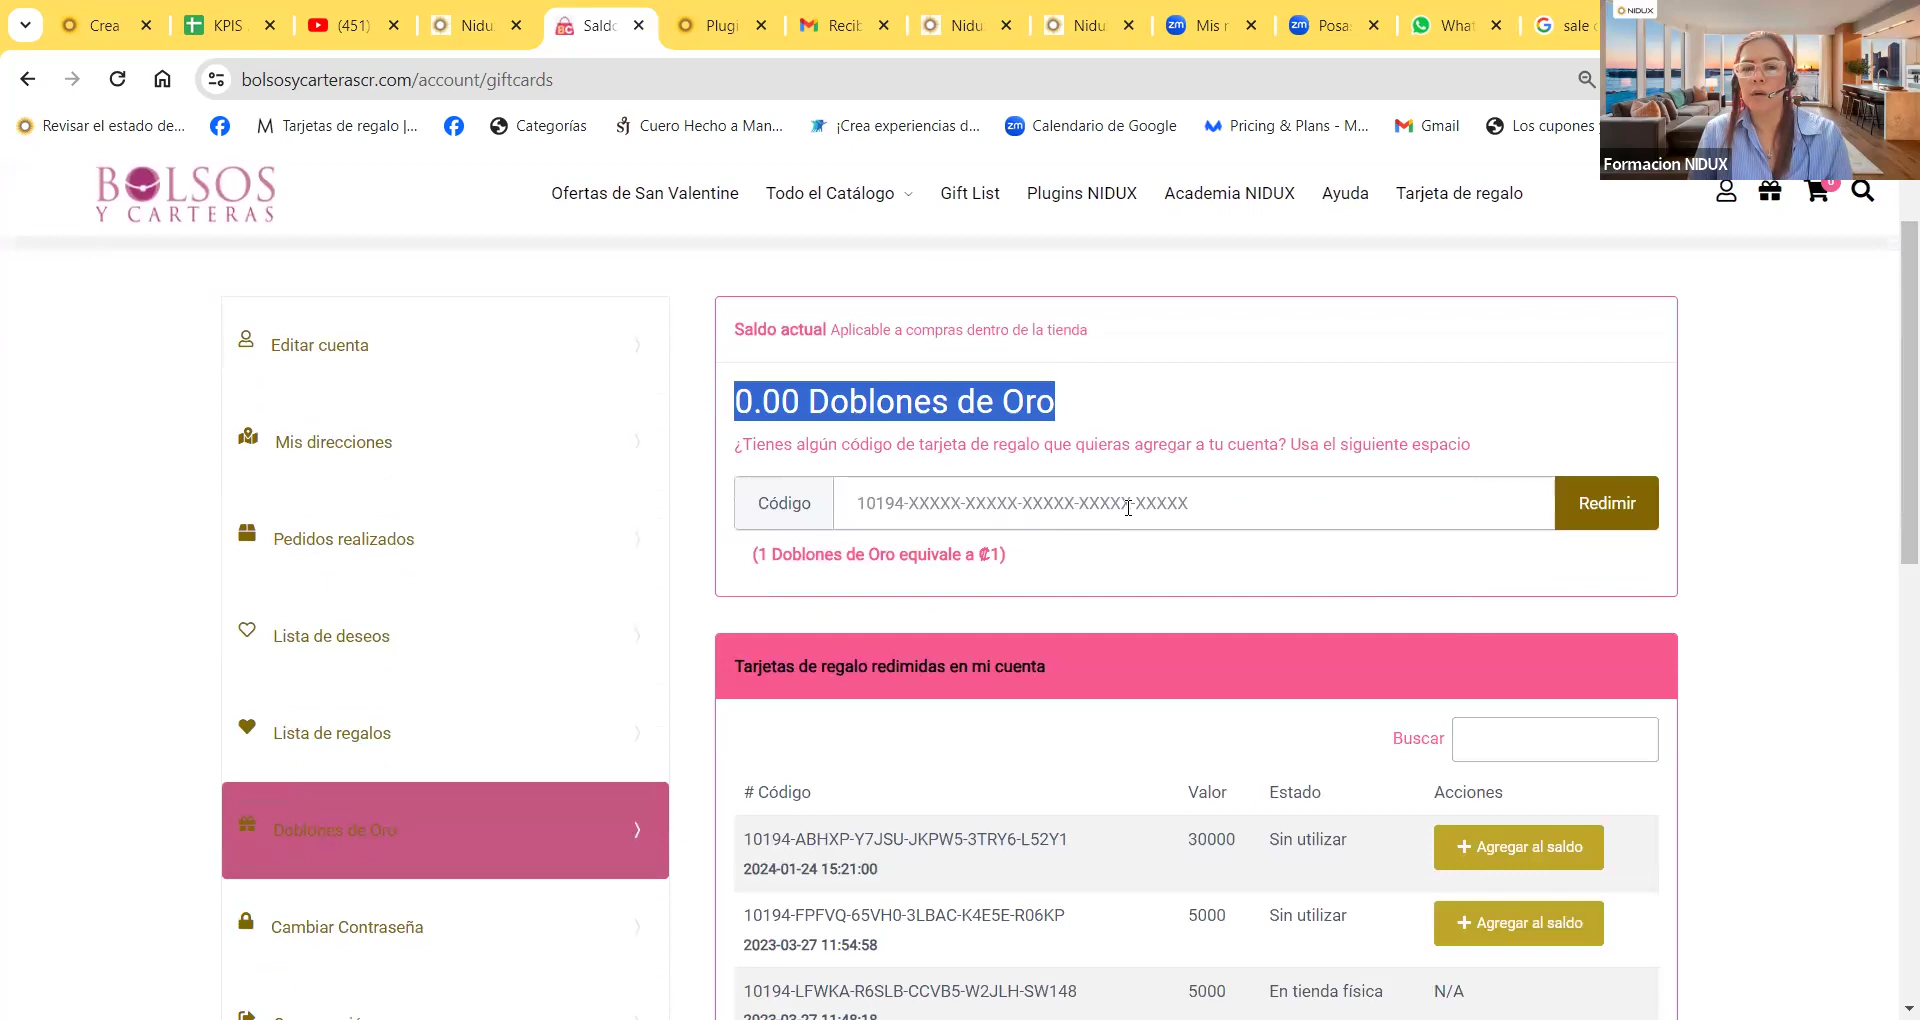 Crea
KPIS
(451)
Nidu
Saldo
Plugi
Recib
Nidu
Nidu
Mis r
Posa
What
sale
bolsosycarterascr.com/account/giftcards
Revisar el estado de...
Tarjetas de regalo |...
Categorías
Cuero Hecho a Man...
¡Crea experiencias d...
Calendario de Google
Pricing & Plans - M...
Gmail
Los cupones
NIDUX
Formacion NIDUX
BOLSOS
Y CARTERAS
Ofertas de San Valentine
Todo el Catálogo
Gift List
Plugins NIDUX
Academia NIDUX
Ayuda
Tarjeta de regalo
0
Editar cuenta
Mis direcciones
Pedidos realizados
Lista de deseos
Lista de regalos
Doblones de Oro
Cambiar Contraseña
Saldo actual Aplicable a compras dentro de la tienda
0.00 Doblones de Oro
¿Tienes algún código de tarjeta de regalo que quieras agregar a tu cuenta? Usa el siguiente espacio
Código 10194-XXXXX-XXXXX-XXXXX-XXXXX-XXXXX Redimir
(1 Doblones de Oro equivale a ₡1)
Tarjetas de regalo redimidas en mi cuenta
Buscar
# Código Valor Estado Acciones
10194-ABHXP-Y7JSU-JKPW5-3TRY6-L52Y1 30000 Sin utilizar + Agregar al saldo
2024-01-24 15:21:00
10194-FPFVQ-65VH0-3LBAC-K4E5E-R06KP 5000 Sin utilizar + Agregar al saldo
2023-03-27 11:54:58
10194-LFWKA-R6SLB-CCVB5-W2JLH-SW148 5000 En tienda física N/A
2023-03-27 11:48:18